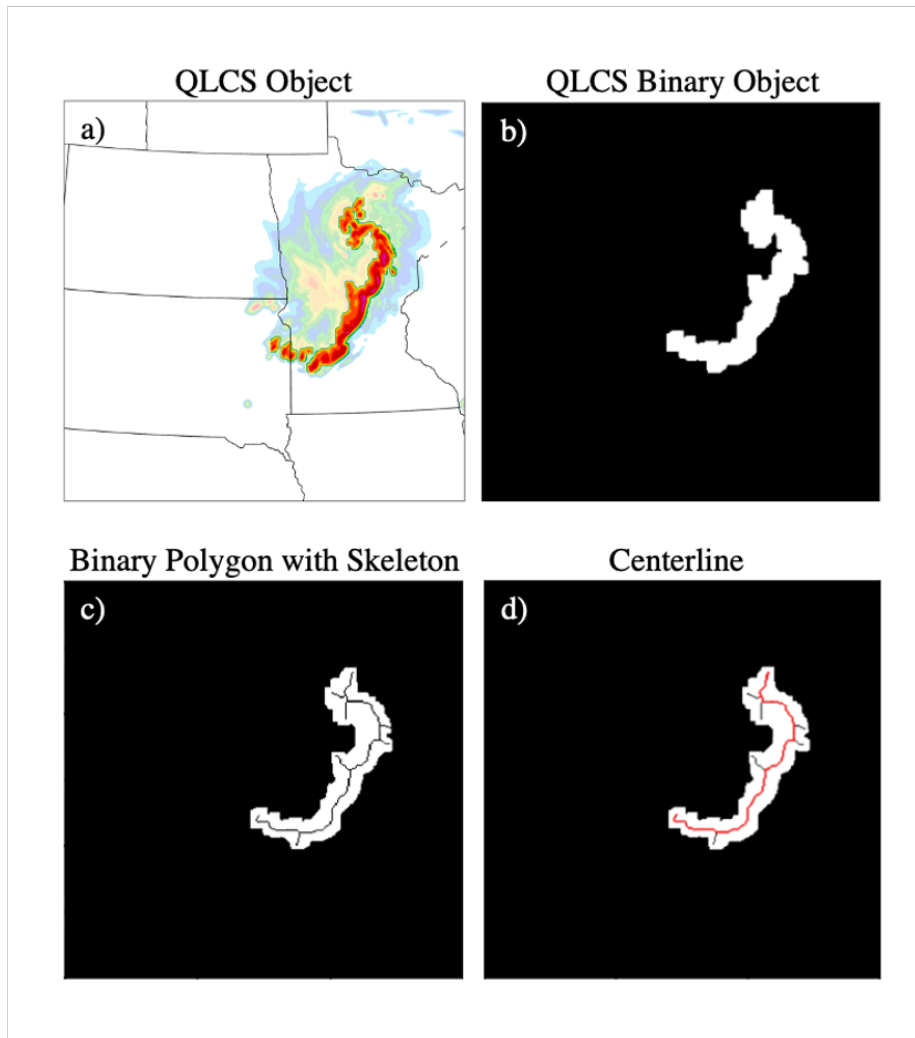 QLCS Object
QLCS Binary Object
a)
b)
Binary Polygon with Skeleton
Centerline
c)
d)